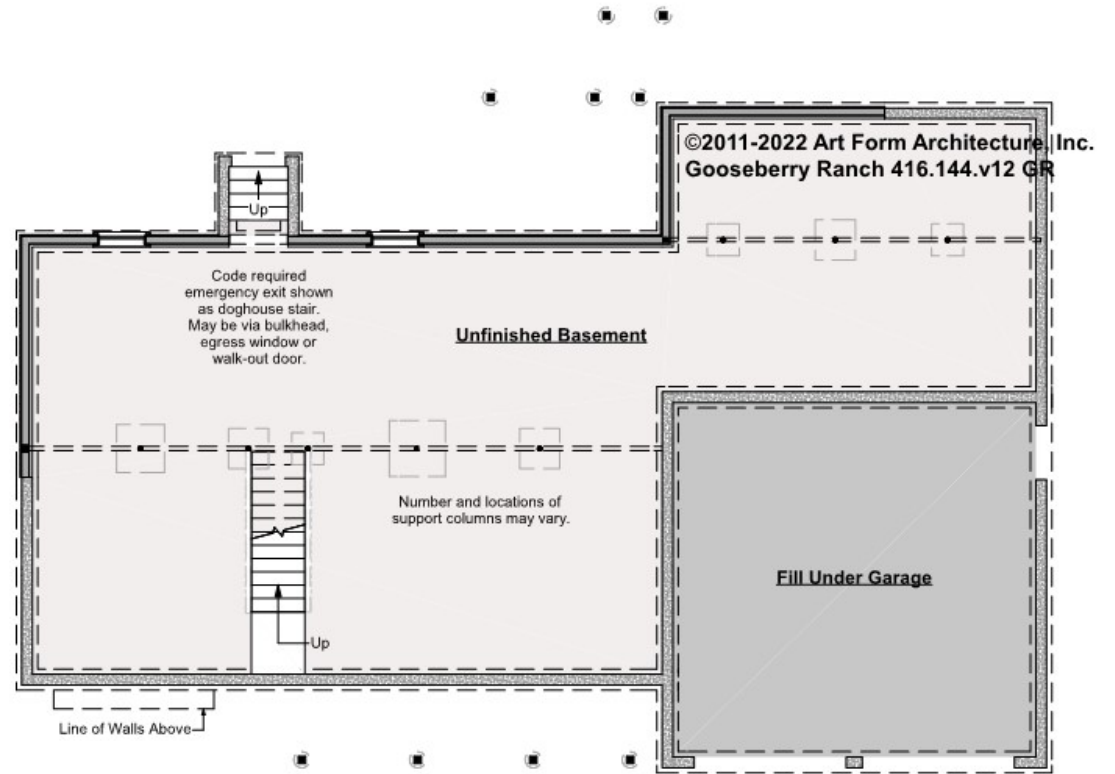 ©2011-2022 Art Form Architecture, Inc.
Gooseberry Ranch 416.144.v12 GR
Up
Code required
emergency exit shown
as doghouse stair.
May be via bulkhead,
egress window or
walk-out door.
Unfinished Basement
Number and locations of
support columns may vary.
Fill Under Garage
Up
Line of Walls Above